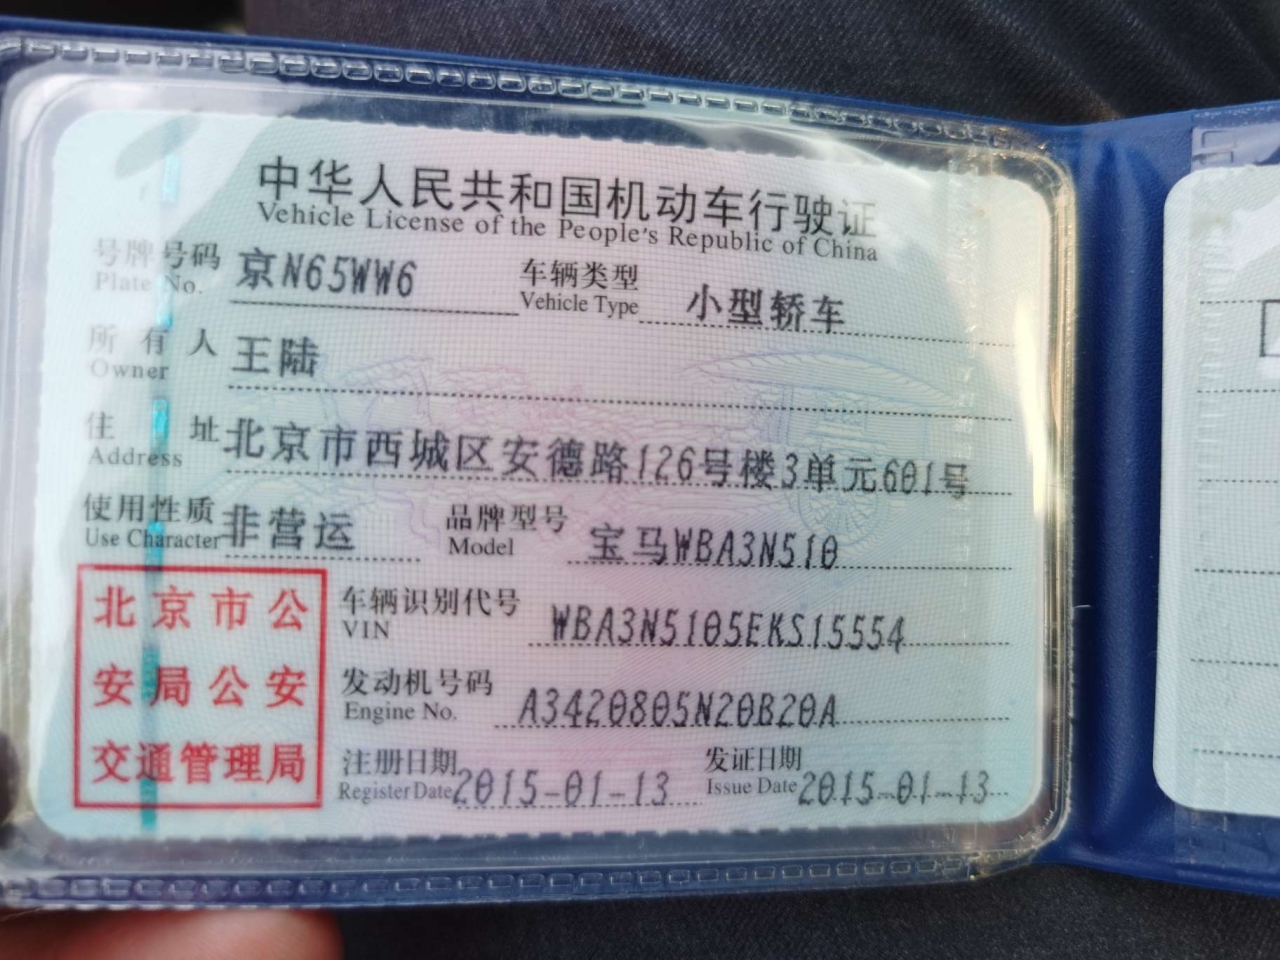 中华人民共和国机动车行驶证
Vehicle License of the People's Republic of China
号牌号码 京N65WW6 车辆类型 小型轿车
Plate No. Vehicle Type
所有人 王陆
Owner
住址 北京市西城区安德路126号楼3单元601号
Address
使用性质 非营运 品牌型号 宝马WBA3N510
Use Character Model
车辆识别代号 WBA3N5105EKS15554
VIN
发动机号码 A3420805N20B20A
Engine No.
注册日期 2015-01-13 发证日期 2015-01-13
Register Date Issue Date
北京市公
安局公安
交通管理局